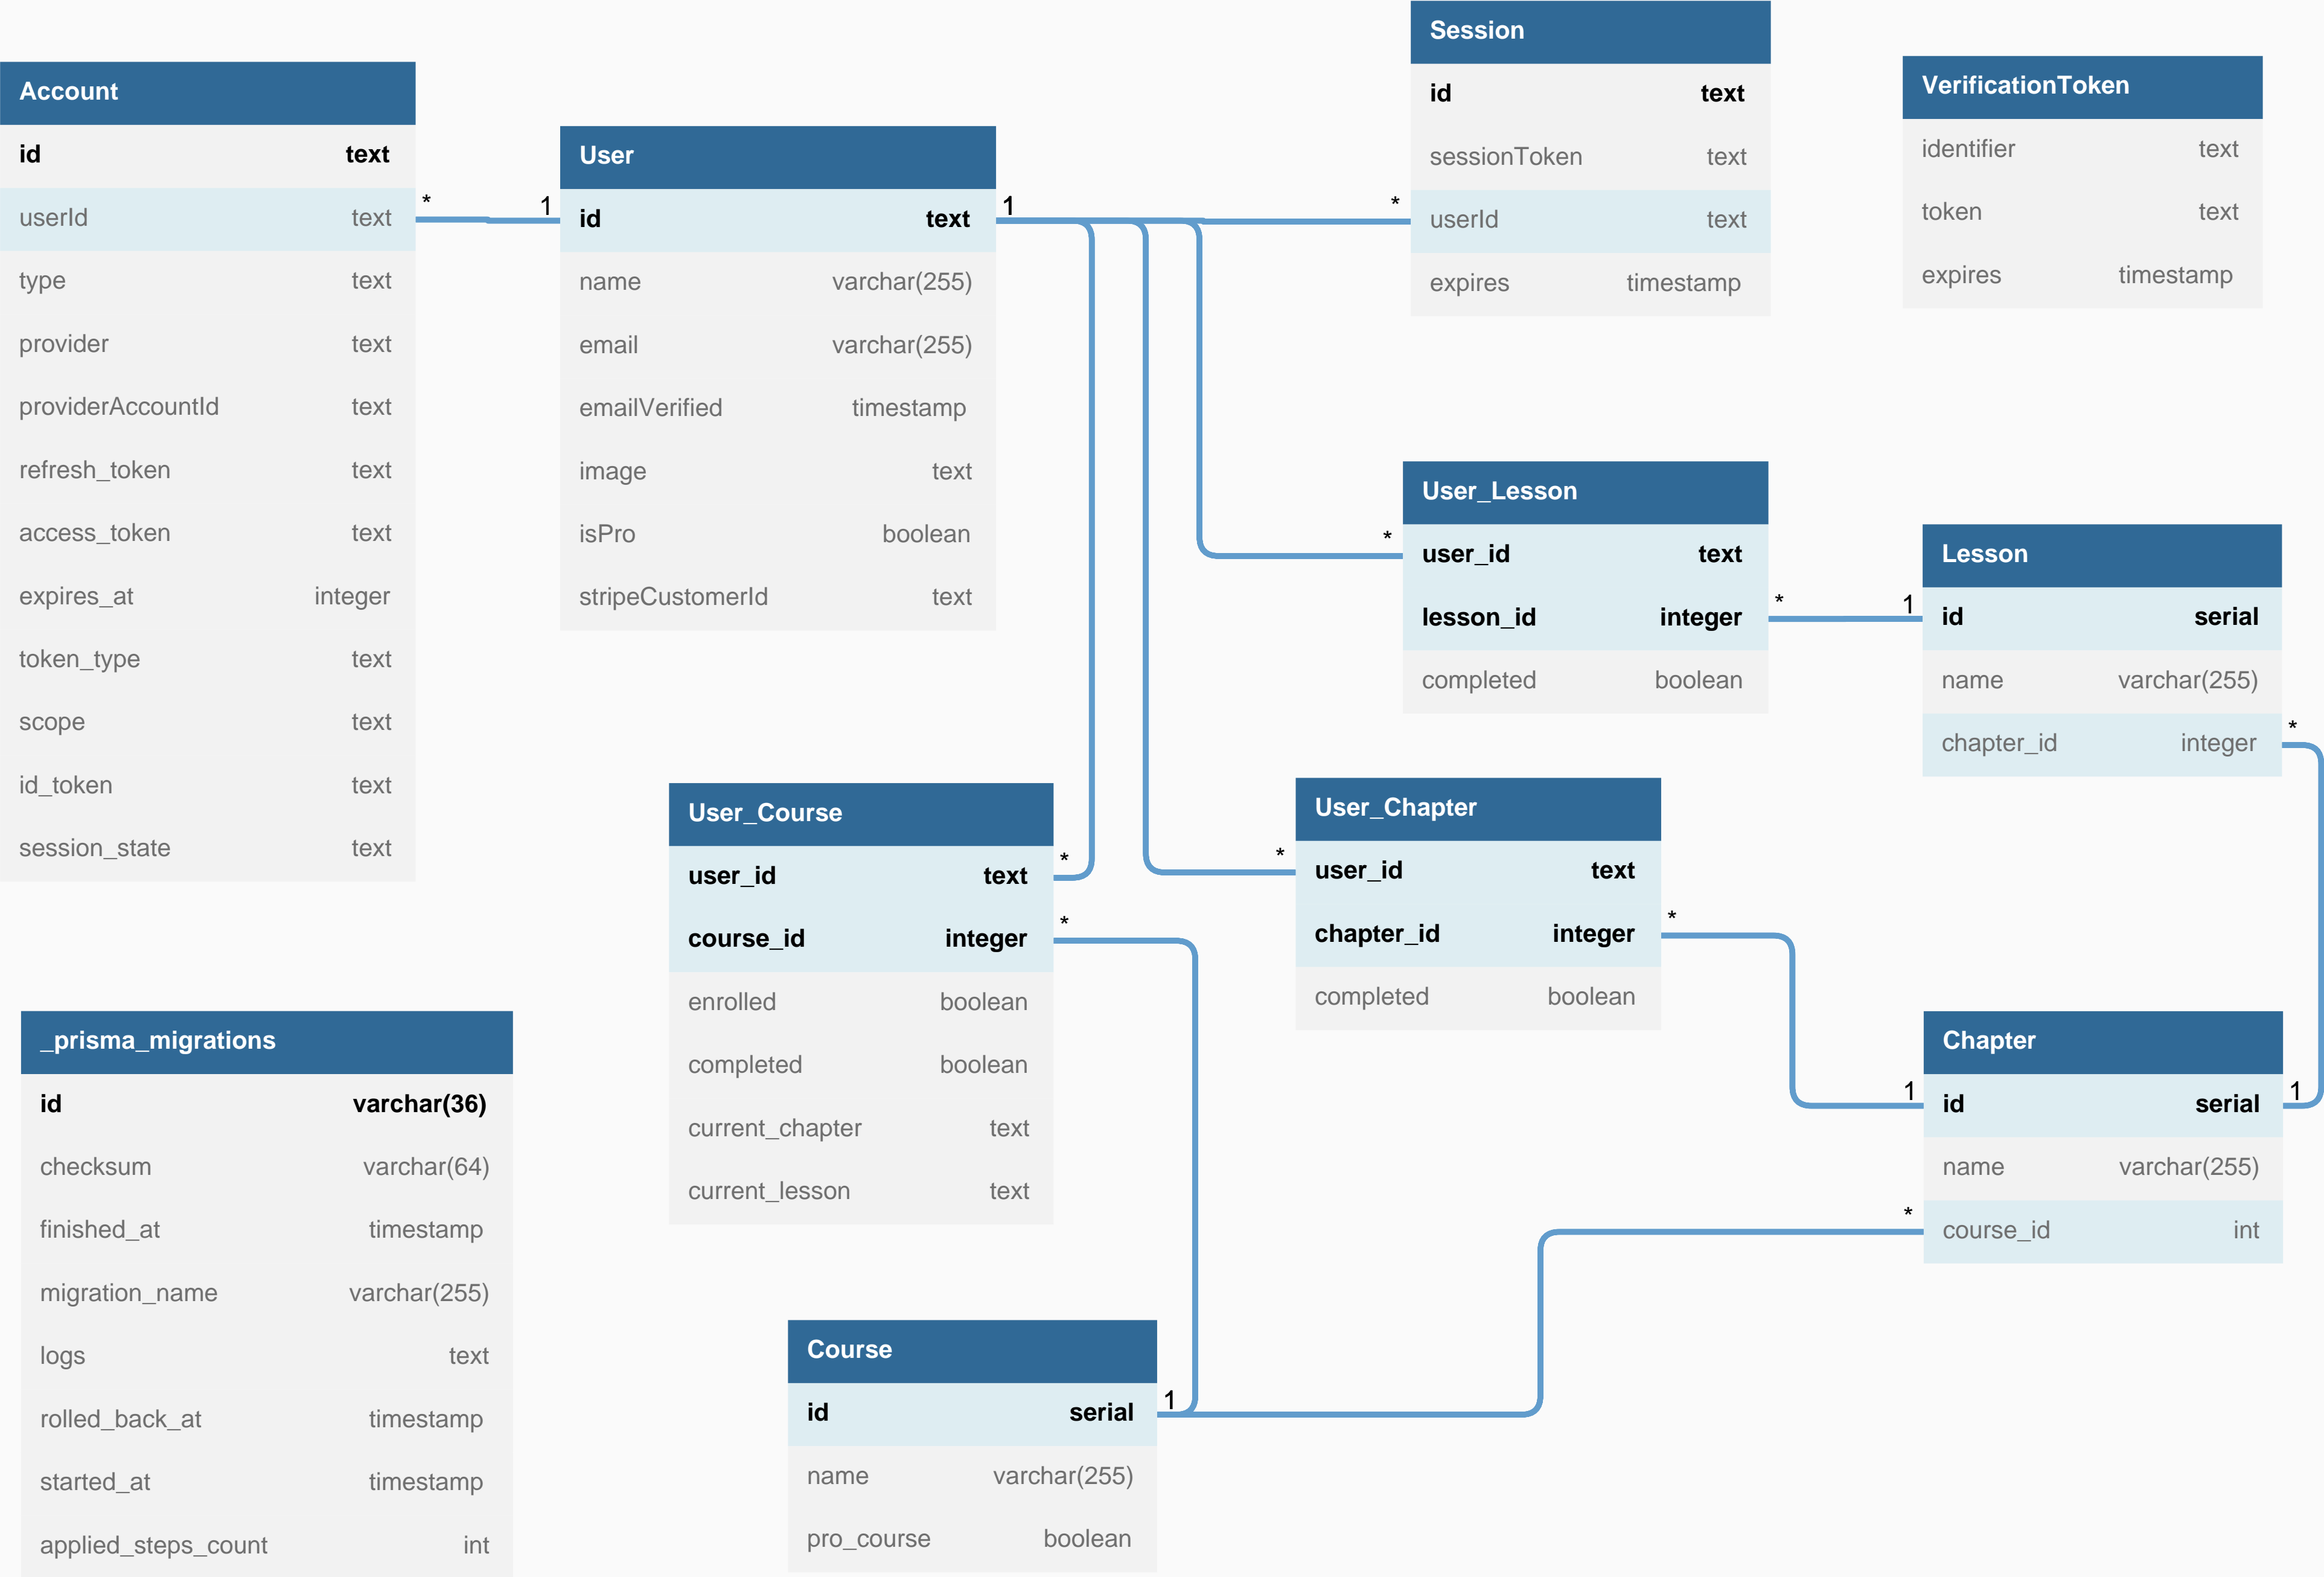 Account
id text
userId text
type text
provider text
providerAccountId text
refresh_token text
access_token text
expires_at integer
token_type text
scope text
id_token text
session_state text
* 1
User
id text
name varchar(255)
email varchar(255)
emailVerified timestamp
image text
isPro boolean
stripeCustomerId text
1 *
Session
id text
sessionToken text
userId text
expires timestamp
VerificationToken
identifier text
token text
expires timestamp
*
User_Lesson
user_id text
lesson_id integer
completed boolean
* 1
Lesson
id serial
name varchar(255)
chapter_id integer
*
User_Course
user_id text
course_id integer
enrolled boolean
completed boolean
current_chapter text
current_lesson text
*
*
*
User_Chapter
user_id text
chapter_id integer
completed boolean
*
1
Chapter
id serial
name varchar(255)
course_id int
1
*
_prisma_migrations
id varchar(36)
checksum varchar(64)
finished_at timestamp
migration_name varchar(255)
logs text
rolled_back_at timestamp
started_at timestamp
applied_steps_count int
Course
id serial
name varchar(255)
pro_course boolean
1